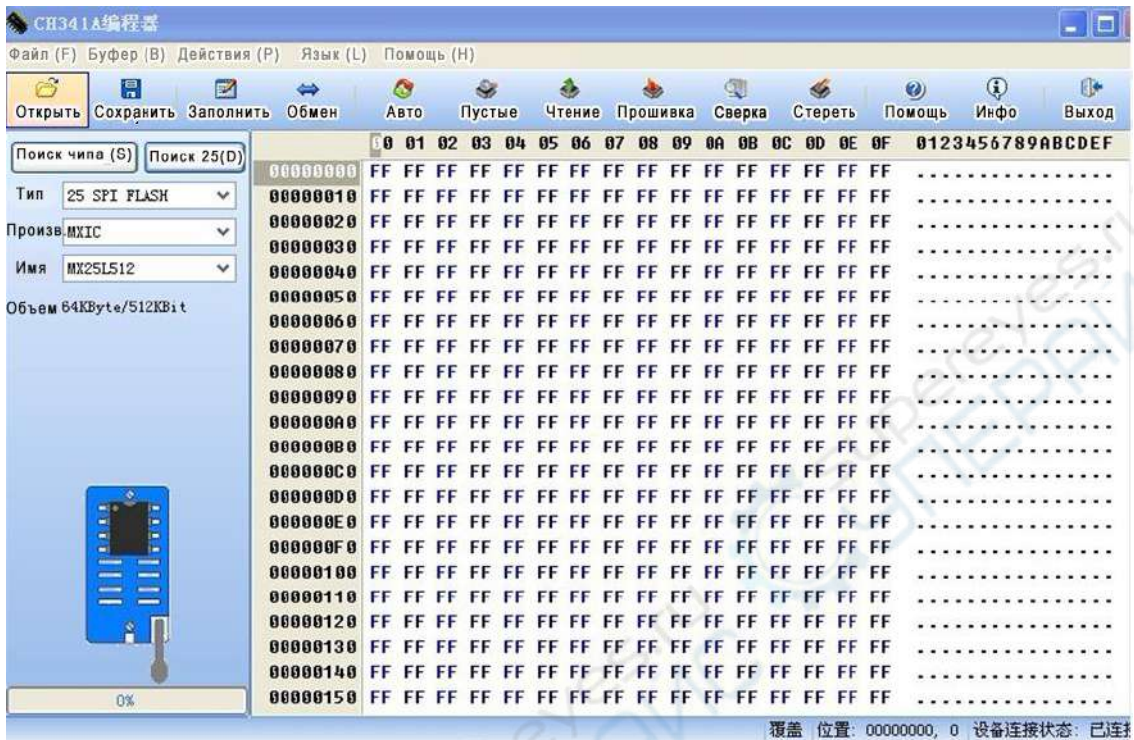 CH341A编程器
Файл (F) Буфер (B) Действия (P) Язык (L) Помощь (H)
Открыть Сохранить Заполнить Обмен Авто Пустые Чтение Прошивка Сверка Стереть Помощь Инфо Выход
Поиск чипа (S) Поиск 25(D)
Тип 25 SPI FLASH
Произв. MXIC
Имя MX25L512
Объем 64KByte/512KBit
0%
00 01 02 03 04 05 06 07 08 09 0A 0B 0C 0D 0E 0F 0123456789ABCDEF
00000000 FF FF FF FF FF FF FF FF FF FF FF FF FF FF FF FF ................
00000010 FF FF FF FF FF FF FF FF FF FF FF FF FF FF FF FF ................
00000020 FF FF FF FF FF FF FF FF FF FF FF FF FF FF FF FF ................
00000030 FF FF FF FF FF FF FF FF FF FF FF FF FF FF FF FF ................
00000040 FF FF FF FF FF FF FF FF FF FF FF FF FF FF FF FF ................
00000050 FF FF FF FF FF FF FF FF FF FF FF FF FF FF FF FF ................
00000060 FF FF FF FF FF FF FF FF FF FF FF FF FF FF FF FF ................
00000070 FF FF FF FF FF FF FF FF FF FF FF FF FF FF FF FF ................
00000080 FF FF FF FF FF FF FF FF FF FF FF FF FF FF FF FF ................
00000090 FF FF FF FF FF FF FF FF FF FF FF FF FF FF FF FF ................
000000A0 FF FF FF FF FF FF FF FF FF FF FF FF FF FF FF FF ................
000000B0 FF FF FF FF FF FF FF FF FF FF FF FF FF FF FF FF ................
000000C0 FF FF FF FF FF FF FF FF FF FF FF FF FF FF FF FF ................
000000D0 FF FF FF FF FF FF FF FF FF FF FF FF FF FF FF FF ................
000000E0 FF FF FF FF FF FF FF FF FF FF FF FF FF FF FF FF ................
000000F0 FF FF FF FF FF FF FF FF FF FF FF FF FF FF FF FF ................
00000100 FF FF FF FF FF FF FF FF FF FF FF FF FF FF FF FF ................
00000110 FF FF FF FF FF FF FF FF FF FF FF FF FF FF FF FF ................
00000120 FF FF FF FF FF FF FF FF FF FF FF FF FF FF FF FF ................
00000130 FF FF FF FF FF FF FF FF FF FF FF FF FF FF FF FF ................
00000140 FF FF FF FF FF FF FF FF FF FF FF FF FF FF FF FF ................
00000150 FF FF FF FF FF FF FF FF FF FF FF FF FF FF FF FF ................
覆盖 位置: 00000000, 0 设备连接状态: 已连
supereyes.ru